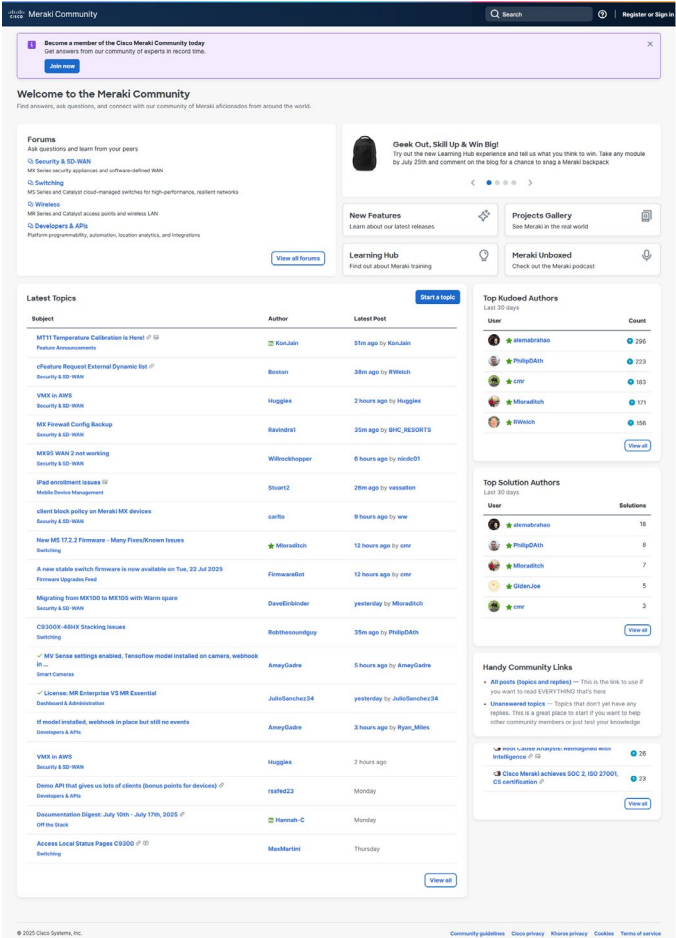 CISCO Meraki Community
Search
Register or Sign in
Become a member of the Cisco Meraki Community today
Get answers from our community of experts in record time.
Join now
Welcome to the Meraki Community
Find answers, ask questions, and connect with our community of Meraki aficionados from around the world.
Forums
Ask questions and learn from your peers
Security & SD-WAN
MX Series security appliances and software-defined WAN
Switching
MS Series and Catalyst cloud-managed switches for high-performance, resilient networks
Wireless
MR Series and Catalyst access points and wireless LAN
Developers & APIs
Platform programmability, automation, location analytics, and integrations
View all forums
Geek Out, Skill Up & Win Big!
Try out the new Learning Hub experience and tell us what you think to win. Take any module
by July 25th and comment on the blog for a chance to snag a Meraki backpack
New Features
Learn about our latest releases
Projects Gallery
See Meraki in the real world
Learning Hub
Find out about Meraki training
Meraki Unboxed
Check out the Meraki podcast
Latest Topics
Start a topic
Subject Author Latest Post
MT11 Temperature Calibration is Here!
Feature Announcements
KonJain 51m ago by KonJain
cFeature Request External Dynamic list
Security & SD-WAN
Boston 38m ago by RWelch
VMX in AWS
Security & SD-WAN
Huggies 2 hours ago by Huggies
MX Firewall Config Backup
Security & SD-WAN
Ravindra1 35m ago by BHC_RESORTS
MX95 WAN 2 not working
Security & SD-WAN
Willrockhopper 6 hours ago by nicdc01
iPad enrollment issues
Mobile Device Management
Stuart2 26m ago by vassallon
client block policy on Meraki MX devices
Security & SD-WAN
carlto 9 hours ago by ww
New MS 17.2.2 Firmware - Many Fixes/Known Issues
Switching
Mloraditch 12 hours ago by cmr
A new stable switch firmware is now available on Tue, 22 Jul 2025
Firmware Upgrades Feed
FirmwareBot 12 hours ago by cmr
Migrating from MX100 to MX105 with Warm spare
Security & SD-WAN
DaveEinbinder yesterday by Mloraditch
C9300X-48HX Stacking Issues
Switching
Robthesoundguy 35m ago by PhilipDAth
MV Sense settings enabled, Tensoflow model installed on camera, webhook
in ...
Smart Cameras
AmeyGadre 5 hours ago by AmeyGadre
License: MR Enterprise VS MR Essential
Dashboard & Administration
JulioSanchez34 yesterday by JulioSanchez34
tf model installed, webhook in place but still no events
Developers & APIs
AmeyGadre 3 hours ago by Ryan_Miles
VMX in AWS
Security & SD-WAN
Huggies 2 hours ago
Demo API that gives us lots of clients (bonus points for devices)
Developers & APIs
rssfed23 Monday
Documentation Digest: July 10th - July 17th, 2025
Off the Stack
Hannah-C Monday
Access Local Status Pages C9300
Switching
MaxMartini Thursday
View all
Top Kudoed Authors
Last 30 days
User Count
alemabrahao 296
PhilipDAth 223
cmr 183
Mloraditch 171
RWelch 156
View all
Top Solution Authors
Last 30 days
User Solutions
alemabrahao 18
PhilipDAth 8
Mloraditch 7
GIdenJoe 5
cmr 3
View all
Handy Community Links
All posts (topics and replies) — This is the link to use if
you want to read EVERYTHING that's here
Unanswered topics — Topics that don't yet have any
replies. This is a great place to start if you want to help
other community members or just test your knowledge
Root Cause Analysis: Reimagined with
Intelligence 26
Cisco Meraki achieves SOC 2, ISO 27001,
C5 certification 23
View all
© 2025 Cisco Systems, Inc.
Community guidelines Cisco privacy Khoros privacy Cookies Terms of service